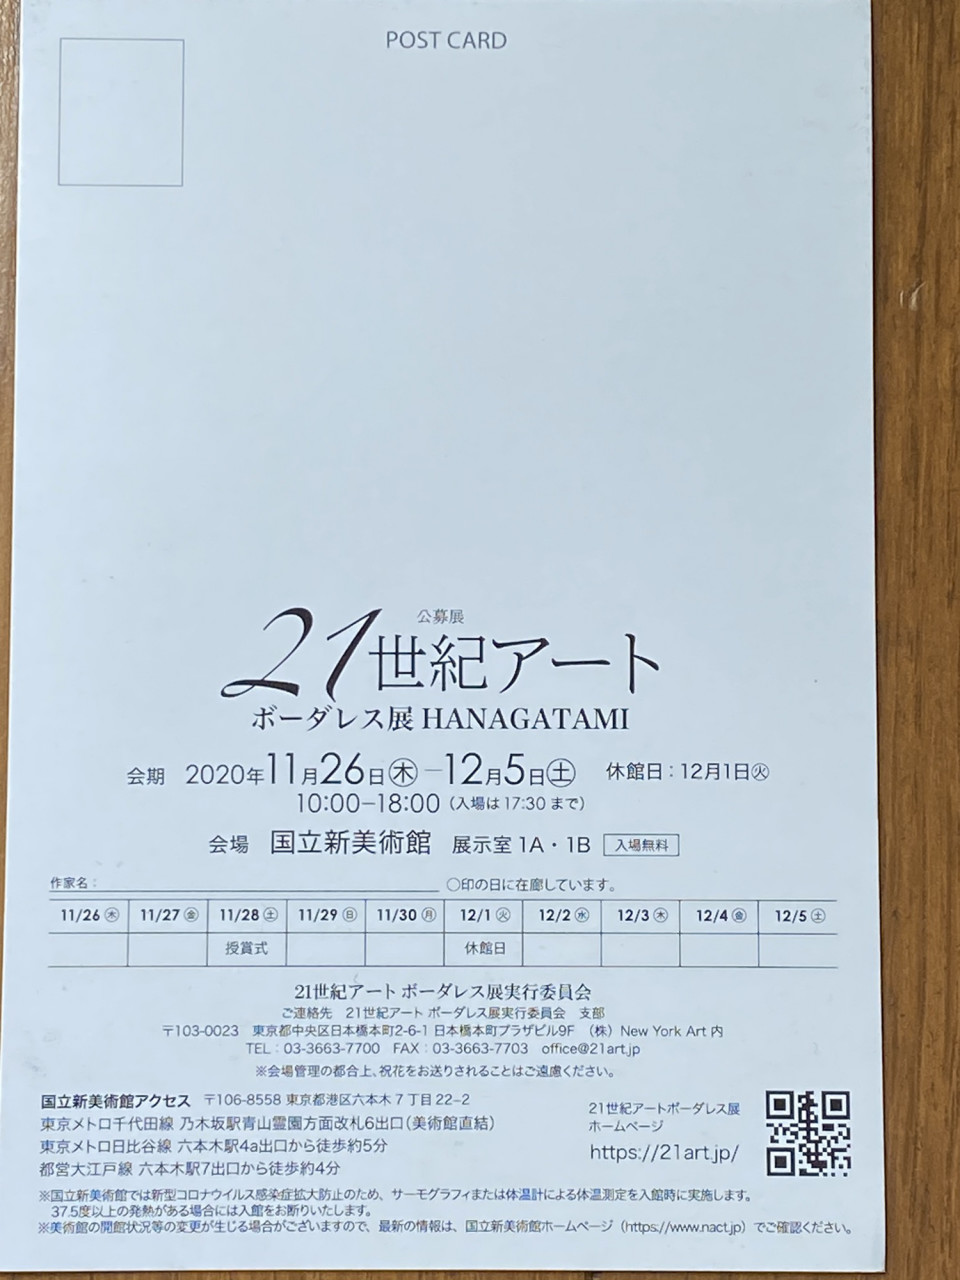 POST CARD
公募展
21世紀アート
ボーダレス展 HANAGATAMI
会期 2020年11月26日㊍−12月5日㊏ 休館日：12月1日㊋
10:00−18:00（入場は17:30まで）
会場 国立新美術館 展示室1A・1B 入場無料
作家名： ○印の日に在廊しています。
11/26㊍ 11/27㊎ 11/28㊏ 11/29㊐ 11/30㊊ 12/1㊋ 12/2㊌ 12/3㊍ 12/4㊎ 12/5㊏
授賞式 休館日
21世紀アート ボーダレス展実行委員会
ご連絡先 21世紀アート ボーダレス展実行委員会 支部
〒103-0023 東京都中央区日本橋本町2-6-1 日本橋本町プラザビル9F （株）New York Art 内
TEL：03-3663-7700 FAX：03-3663-7703 office@21art.jp
※会場管理の都合上、祝花をお送りされることはご遠慮ください。
国立新美術館アクセス 〒106-8558 東京都港区六本木7丁目22-2
東京メトロ千代田線 乃木坂駅青山霊園方面改札6出口（美術館直結）
東京メトロ日比谷線 六本木駅4a出口から徒歩約5分
都営大江戸線 六本木駅7出口から徒歩約4分
21世紀アートボーダレス展
ホームページ
https://21art.jp/
※国立新美術館では新型コロナウイルス感染症拡大防止のため、サーモグラフィまたは体温計による体温測定を入館時に実施します。
37.5度以上の発熱がある場合には入館をお断りいたします。
※美術館の開館状況等の変更が生じる場合がございますので、最新の情報は、国立新美術館ホームページ（https://www.nact.jp）でご確認ください。